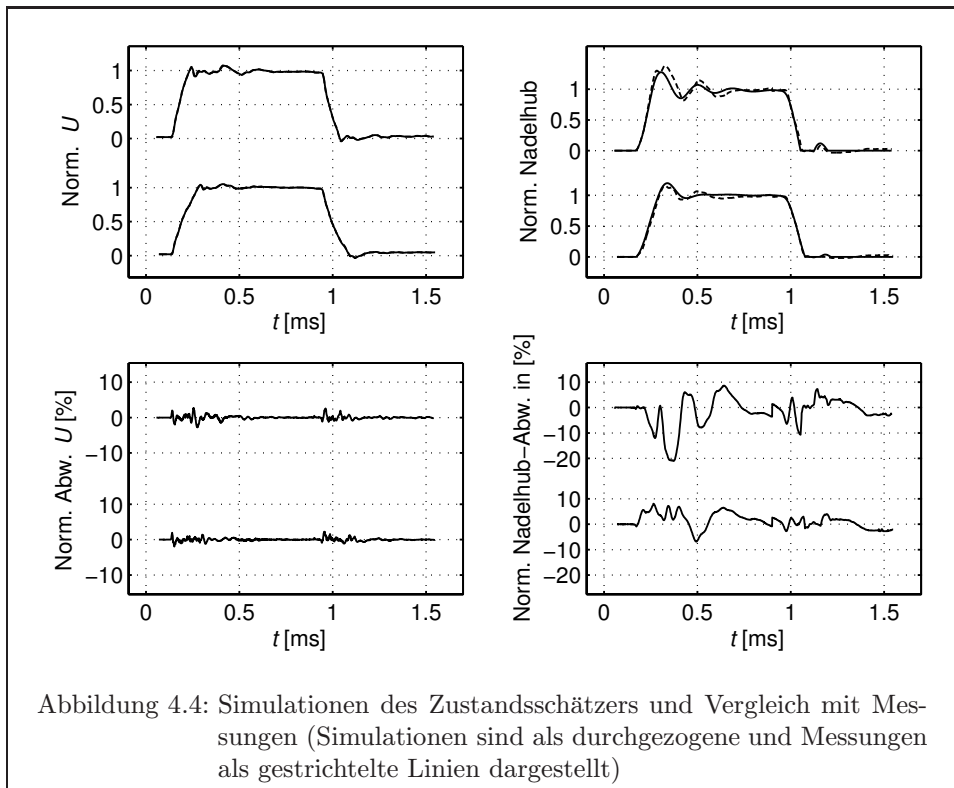 1
0.5
0
1
0.5
0
Norm. U
0 0.5 1 1.5
t [ms]
1
0.5
0
1
0.5
0
Norm. Nadelhub
0 0.5 1 1.5
t [ms]
10
0
−10
10
0
−10
Norm. Abw. U [%]
0 0.5 1 1.5
t [ms]
10
0
−10
−20
10
0
−10
−20
Norm. Nadelhub−Abw. in [%]
0 0.5 1 1.5
t [ms]
Abbildung 4.4: Simulationen des Zustandsschätzers und Vergleich mit Mes-
sungen (Simulationen sind als durchgezogene und Messungen
als gestrichtelte Linien dargestellt)